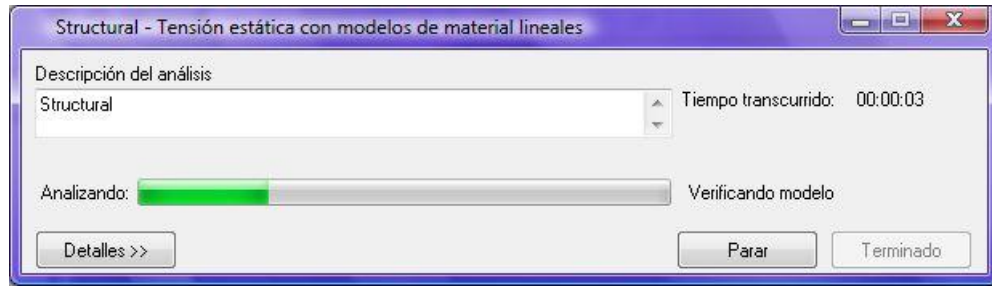 Structural - Tensión estática con modelos de material lineales
Descripción del análisis
Structural
Tiempo transcurrido: 00:00:03
Analizando:
Verificando modelo
Detalles >>
Parar
Terminado